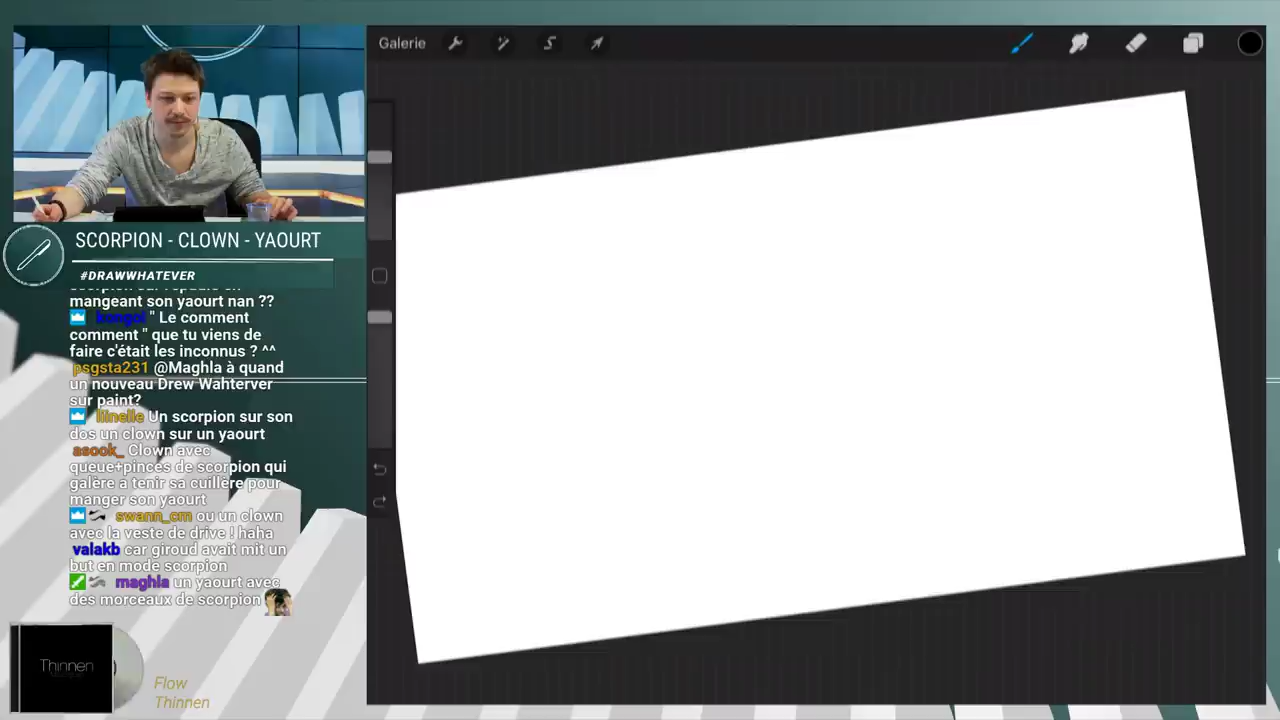 Galerie
SCORPION - CLOWN - YAOURT
#DRAWWHATEVER
mangeant son yaourt nan ??
" Le comment
comment " que tu viens de
faire c'était les inconnus ? ^^
psgsta231 @Maghla à quand
un nouveau Drew Wahterver
sur paint?
liinelle Un scorpion sur son
dos un clown sur un yaourt
asook_ Clown avec
queue+pinces de scorpion qui
galère à tenir sa cuillère pour
manger son yaourt
swann_cm ou un clown
avec la veste de drive ! haha
valakb car giroud avait mit un
but en mode scorpion
maghla un yaourt avec
des morceaux de scorpion
Thinnen
Flow
Thinnen